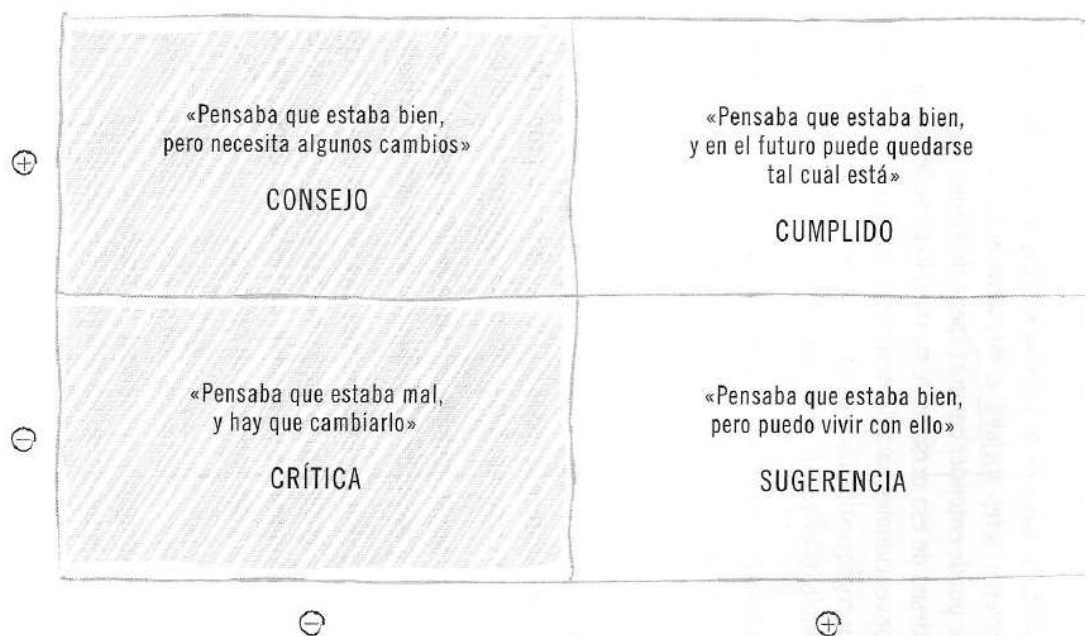 «Pensaba que estaba bien,
pero necesita algunos cambios»
CONSEJO
«Pensaba que estaba bien,
y en el futuro puede quedarse
tal cual está»
CUMPLIDO
«Pensaba que estaba mal,
y hay que cambiarlo»
CRÍTICA
«Pensaba que estaba bien,
pero puedo vivir con ello»
SUGERENCIA